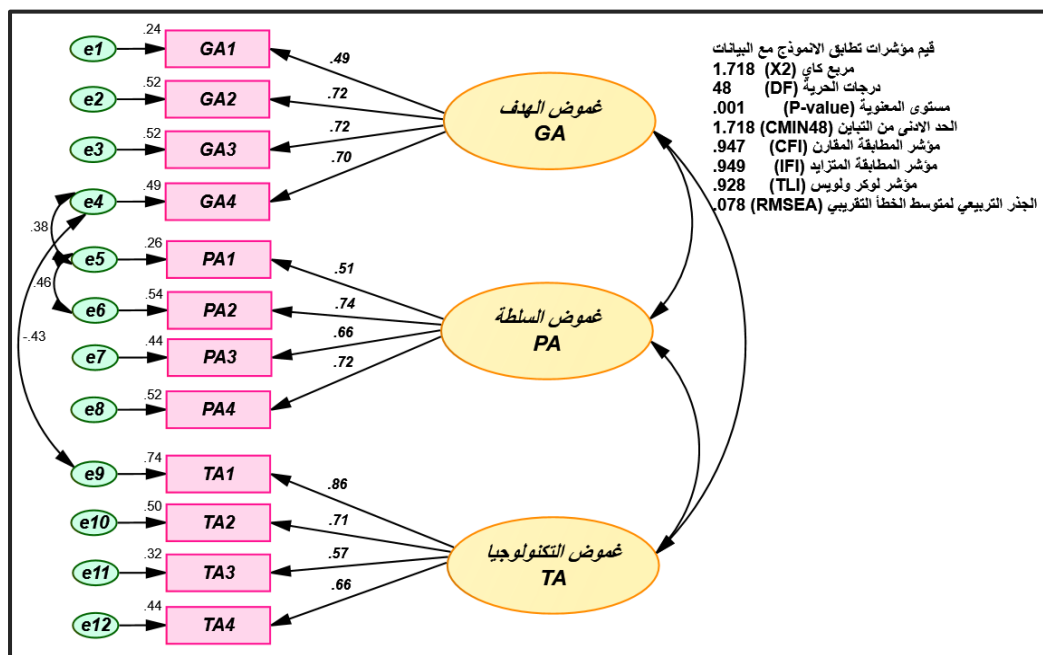 قيم مؤشرات تطابق الانموذج مع البيانات
مربع كاي (X2) 1.718
درجات الحرية (DF) 48
مستوى المعنوية (P-value) .001
الحد الادنى من التباين (CMIN48) 1.718
مؤشر المطابقة المقارن (CFI) .947
مؤشر المطابقة المتزايد (IFI) .949
مؤشر لوكر ولويس (TLI) .928
الجذر التربيعي لمتوسط الخطأ التقريبي (RMSEA) .078
e1 .24 GA1 .49
e2 .52 GA2 .72
e3 .52 GA3 .72
e4 .49 GA4 .70
غموض الهدف
GA
.38
e5 .26 PA1 .51
.46
e6 .54 PA2 .74
-.43
e7 .44 PA3 .66
e8 .52 PA4 .72
غموض السلطة
PA
e9 .74 TA1 .86
e10 .50 TA2 .71
e11 .32 TA3 .57
e12 .44 TA4 .66
غموض التكنولوجيا
TA